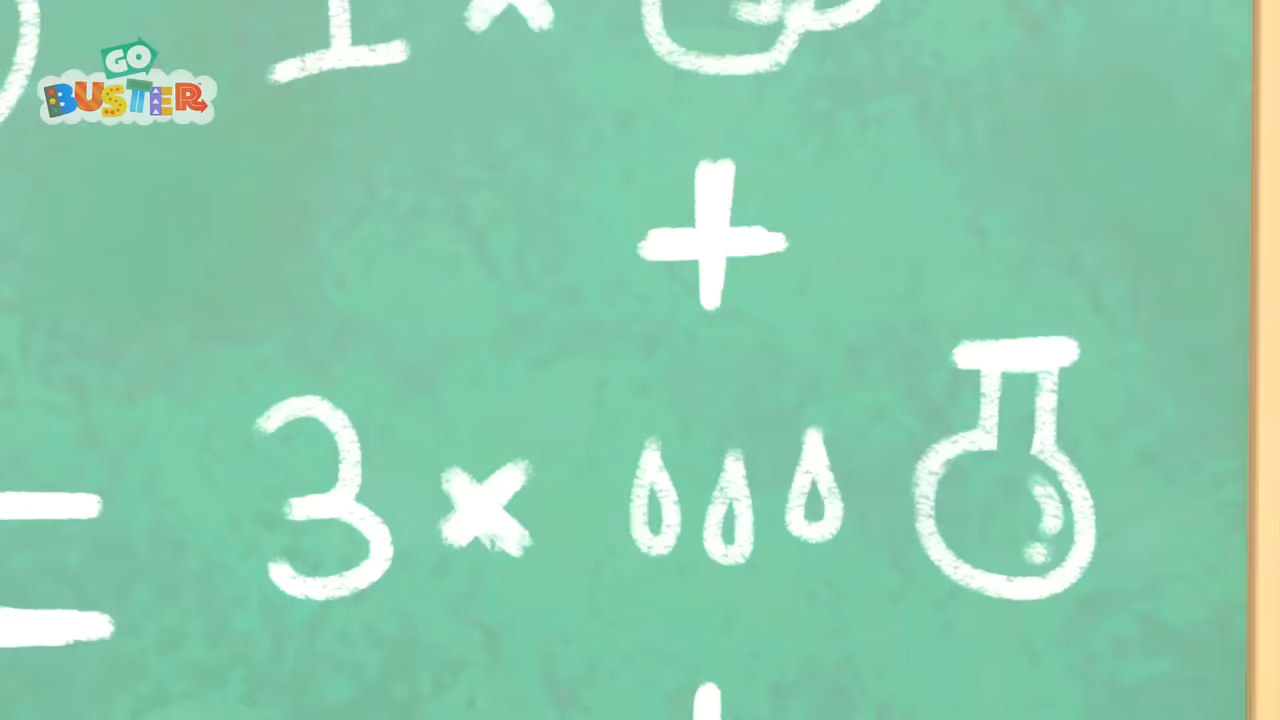 GO
BUSTER
1 ×
+
=
3 ×